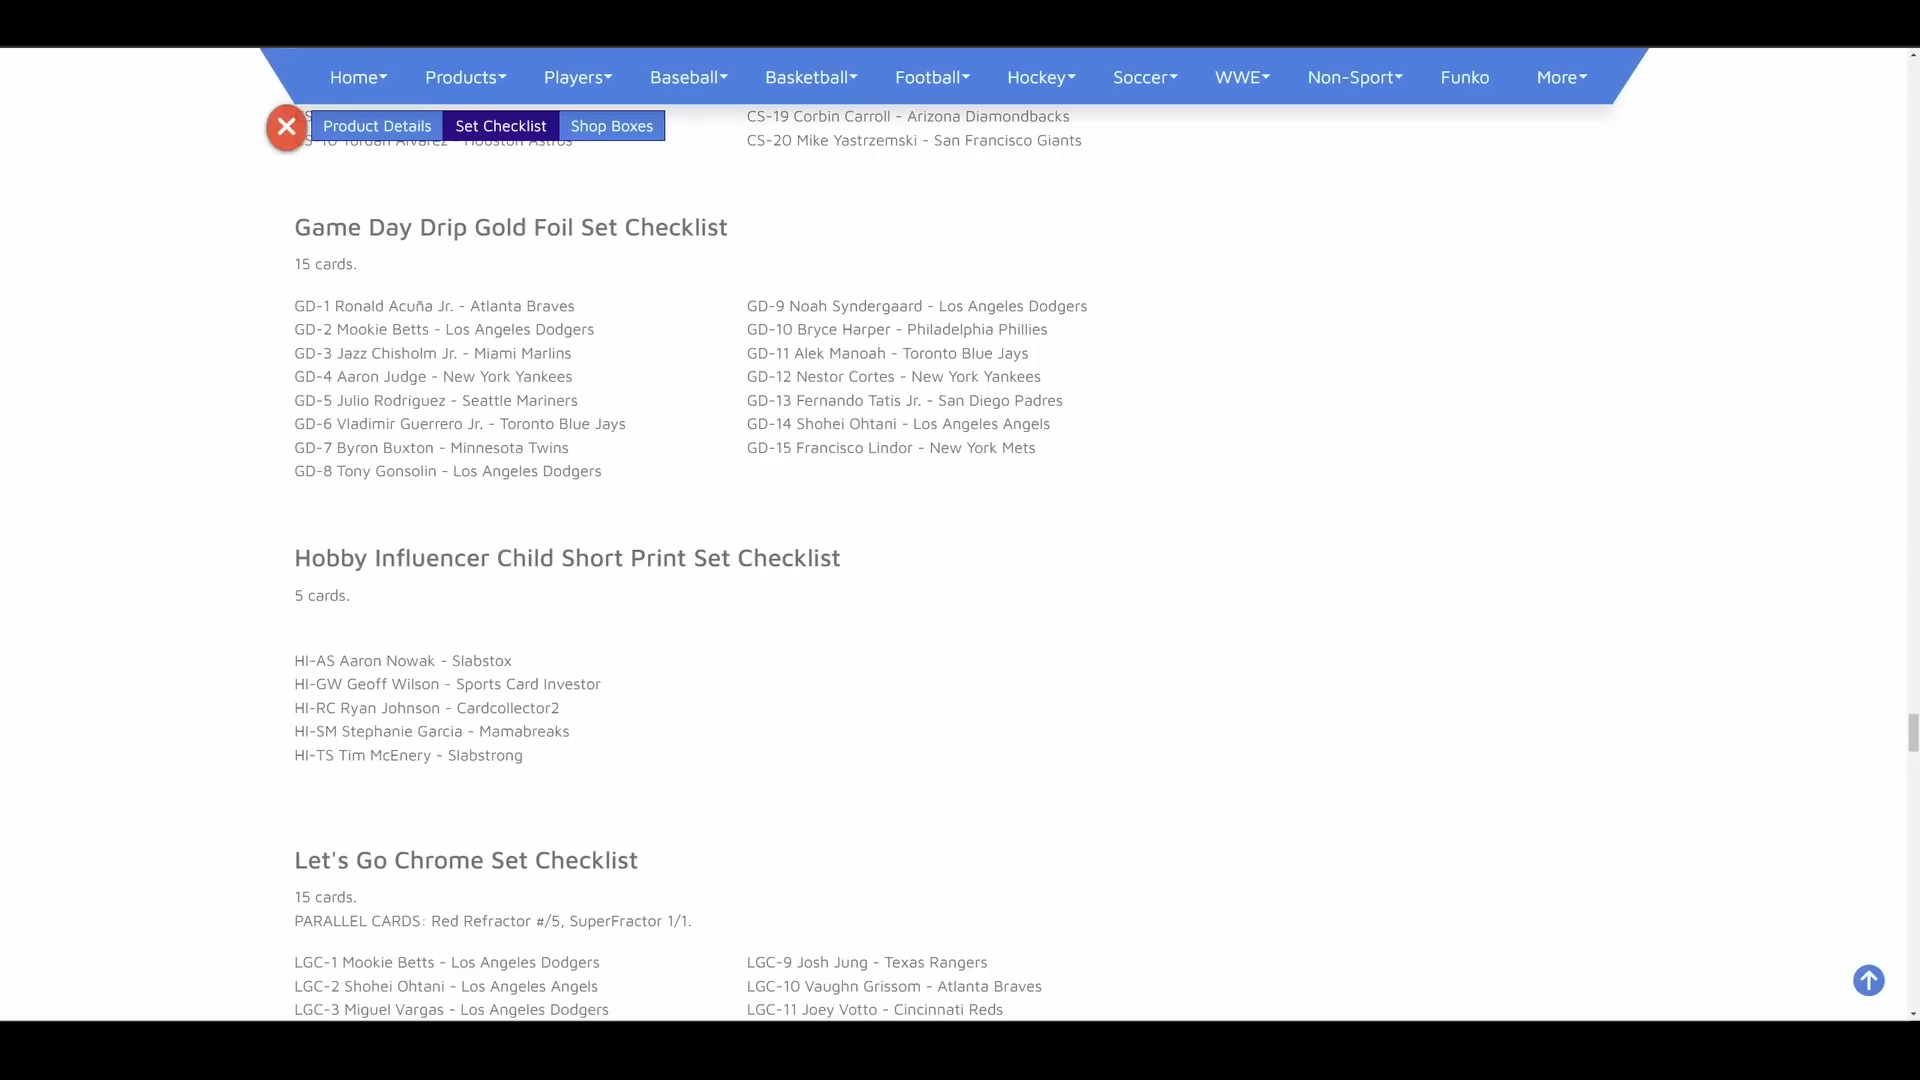 Home
Products
Players
Baseball
Basketball
Football
Hockey
Soccer
WWE
Non-Sport
Funko
More
Product Details
Set Checklist
Shop Boxes
CS-10 Yordan Alvarez - Houston Astros
CS-19 Corbin Carroll - Arizona Diamondbacks
CS-20 Mike Yastrzemski - San Francisco Giants
Game Day Drip Gold Foil Set Checklist
15 cards.
GD-1 Ronald Acuña Jr. - Atlanta Braves
GD-2 Mookie Betts - Los Angeles Dodgers
GD-3 Jazz Chisholm Jr. - Miami Marlins
GD-4 Aaron Judge - New York Yankees
GD-5 Julio Rodríguez - Seattle Mariners
GD-6 Vladimir Guerrero Jr. - Toronto Blue Jays
GD-7 Byron Buxton - Minnesota Twins
GD-8 Tony Gonsolin - Los Angeles Dodgers
GD-9 Noah Syndergaard - Los Angeles Dodgers
GD-10 Bryce Harper - Philadelphia Phillies
GD-11 Alek Manoah - Toronto Blue Jays
GD-12 Nestor Cortes - New York Yankees
GD-13 Fernando Tatis Jr. - San Diego Padres
GD-14 Shohei Ohtani - Los Angeles Angels
GD-15 Francisco Lindor - New York Mets
Hobby Influencer Child Short Print Set Checklist
5 cards.
HI-AS Aaron Nowak - Slabstox
HI-GW Geoff Wilson - Sports Card Investor
HI-RC Ryan Johnson - Cardcollector2
HI-SM Stephanie Garcia - Mamabreaks
HI-TS Tim McEnery - Slabstrong
Let's Go Chrome Set Checklist
15 cards.
PARALLEL CARDS: Red Refractor #/5, SuperFractor 1/1.
LGC-1 Mookie Betts - Los Angeles Dodgers
LGC-2 Shohei Ohtani - Los Angeles Angels
LGC-3 Miguel Vargas - Los Angeles Dodgers
LGC-9 Josh Jung - Texas Rangers
LGC-10 Vaughn Grissom - Atlanta Braves
LGC-11 Joey Votto - Cincinnati Reds